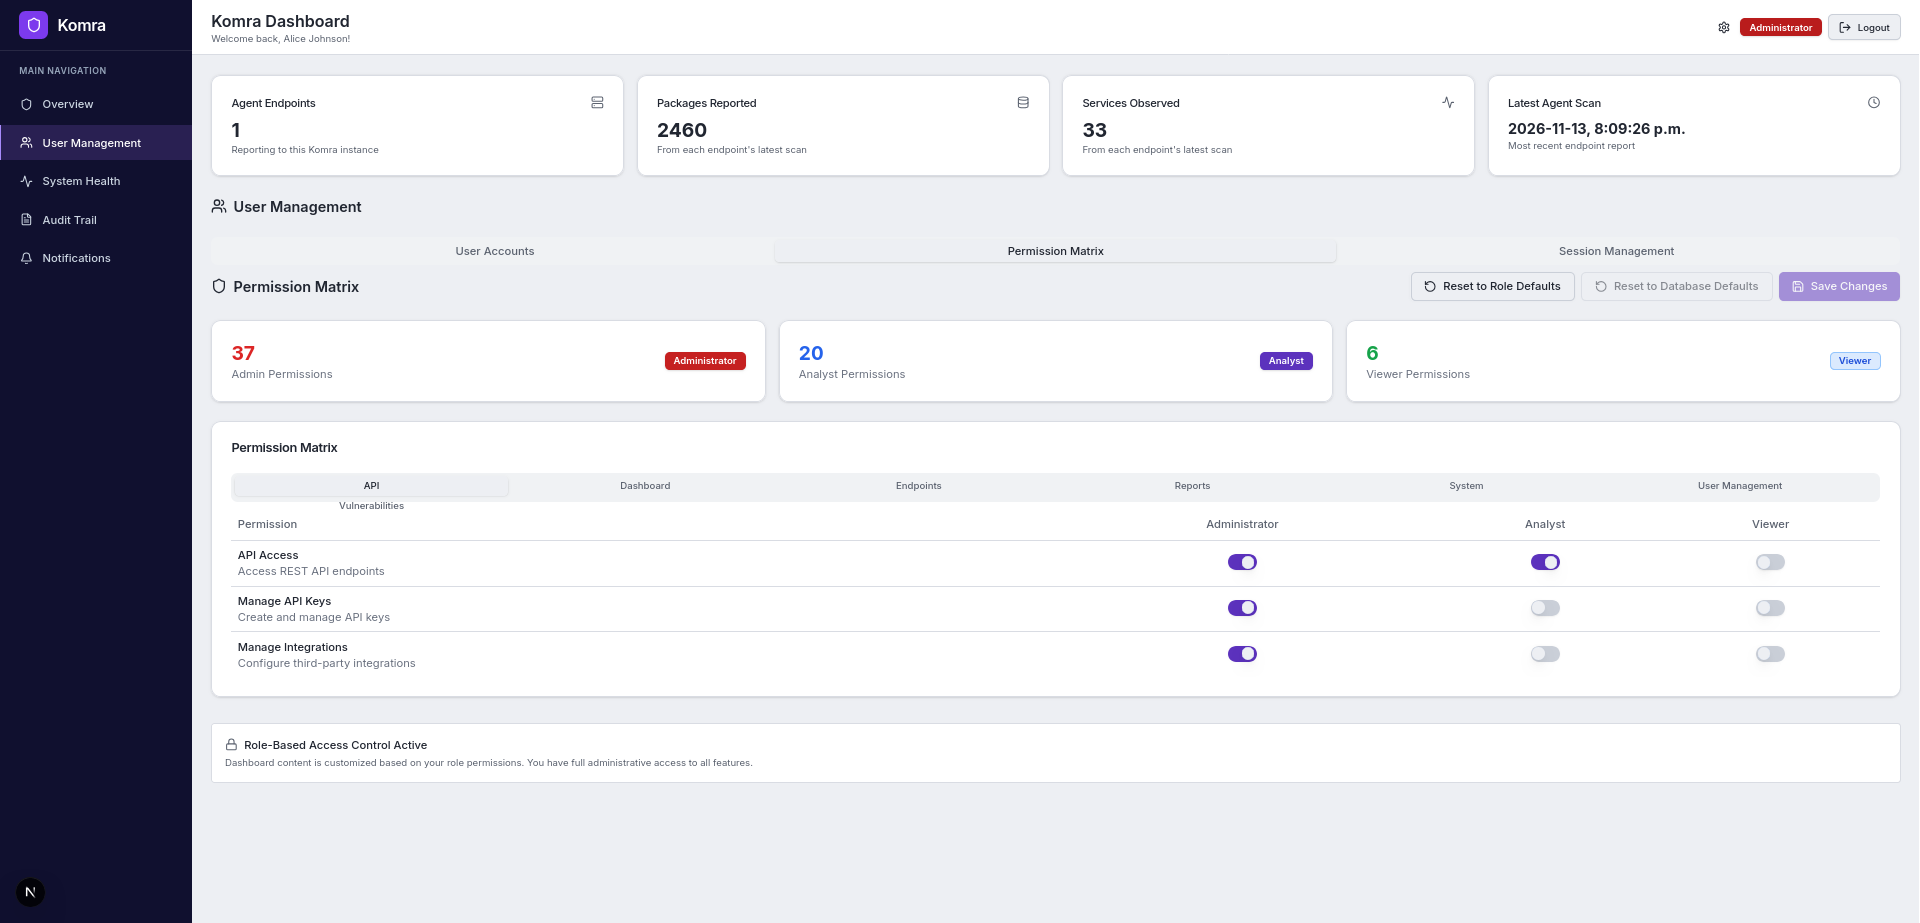 Komra
MAIN NAVIGATION
Overview
User Management
System Health
Audit Trail
Notifications
N
Komra Dashboard
Welcome back, Alice Johnson!
Administrator
Logout
Agent Endpoints
1
Reporting to this Komra instance
Packages Reported
2460
From each endpoint's latest scan
Services Observed
33
From each endpoint's latest scan
Latest Agent Scan
2026-11-13, 8:09:26 p.m.
Most recent endpoint report
User Management
User Accounts
Permission Matrix
Session Management
Permission Matrix
Reset to Role Defaults
Reset to Database Defaults
Save Changes
37
Admin Permissions
Administrator
20
Analyst Permissions
Analyst
6
Viewer Permissions
Viewer
Permission Matrix
API
Dashboard
Endpoints
Reports
System
User Management
Vulnerabilities
Permission
Administrator
Analyst
Viewer
API Access
Access REST API endpoints
Manage API Keys
Create and manage API keys
Manage Integrations
Configure third-party integrations
Role-Based Access Control Active
Dashboard content is customized based on your role permissions. You have full administrative access to all features.